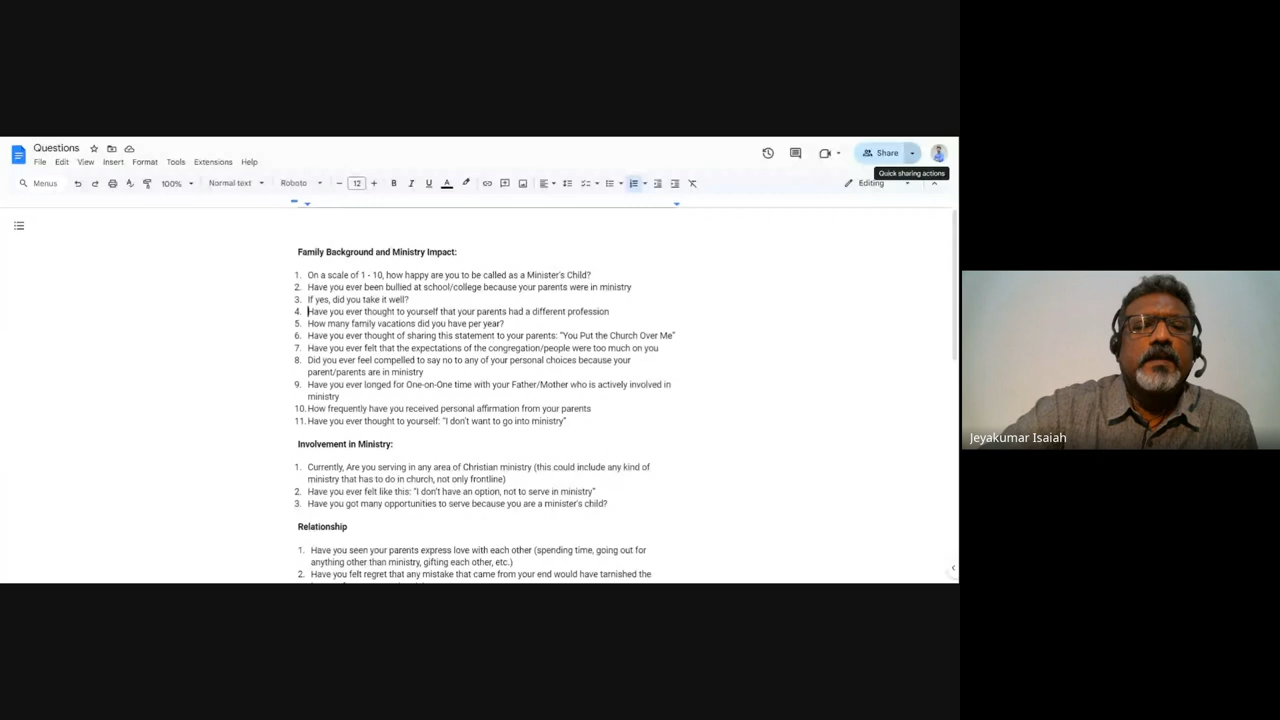 Questions
File Edit View Insert Format Tools Extensions Help
Share
Quick sharing actions
Menus 100% Normal text Roboto 12 B I U A Editing
Family Background and Ministry Impact:
1. On a scale of 1 - 10, how happy are you to be called as a Minister's Child?
2. Have you ever been bullied at school/college because your parents were in ministry
3. If yes, did you take it well?
4. Have you ever thought to yourself that your parents had a different profession
5. How many family vacations did you have per year?
6. Have you ever thought of sharing this statement to your parents: “You Put the Church Over Me”
7. Have you ever felt that the expectations of the congregation/people were too much on you
8. Did you ever feel compelled to say no to any of your personal choices because your
parent/parents are in ministry
9. Have you ever longed for One-on-One time with your Father/Mother who is actively involved in
ministry
10. How frequently have you received personal affirmation from your parents
11. Have you ever thought to yourself: “I don't want to go into ministry”
Involvement in Ministry:
1. Currently, Are you serving in any area of Christian ministry (this could include any kind of
ministry that has to do in church, not only frontline)
2. Have you ever felt like this: “I don't have an option, not to serve in ministry”
3. Have you got many opportunities to serve because you are a minister's child?
Relationship
1. Have you seen your parents express love with each other (spending time, going out for
anything other than ministry, gifting each other, etc.)
2. Have you felt regret that any mistake that came from your end would have tarnished the
Jeyakumar Isaiah